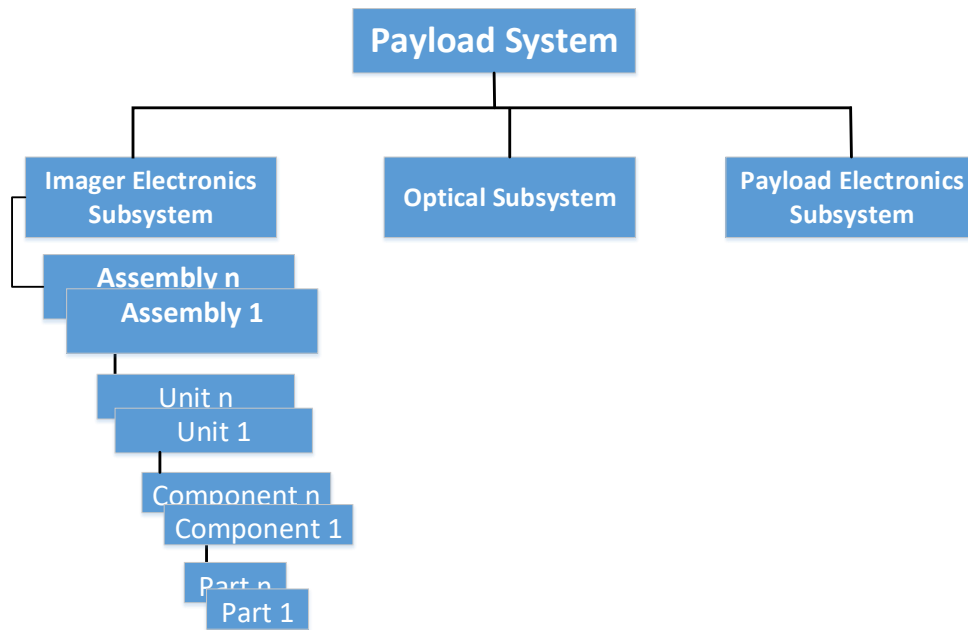 Payload System
Imager Electronics
Subsystem
Optical Subsystem
Payload Electronics
Subsystem
Assembly n
Assembly 1
Unit n
Unit 1
Component n
Component 1
Part n
Part 1